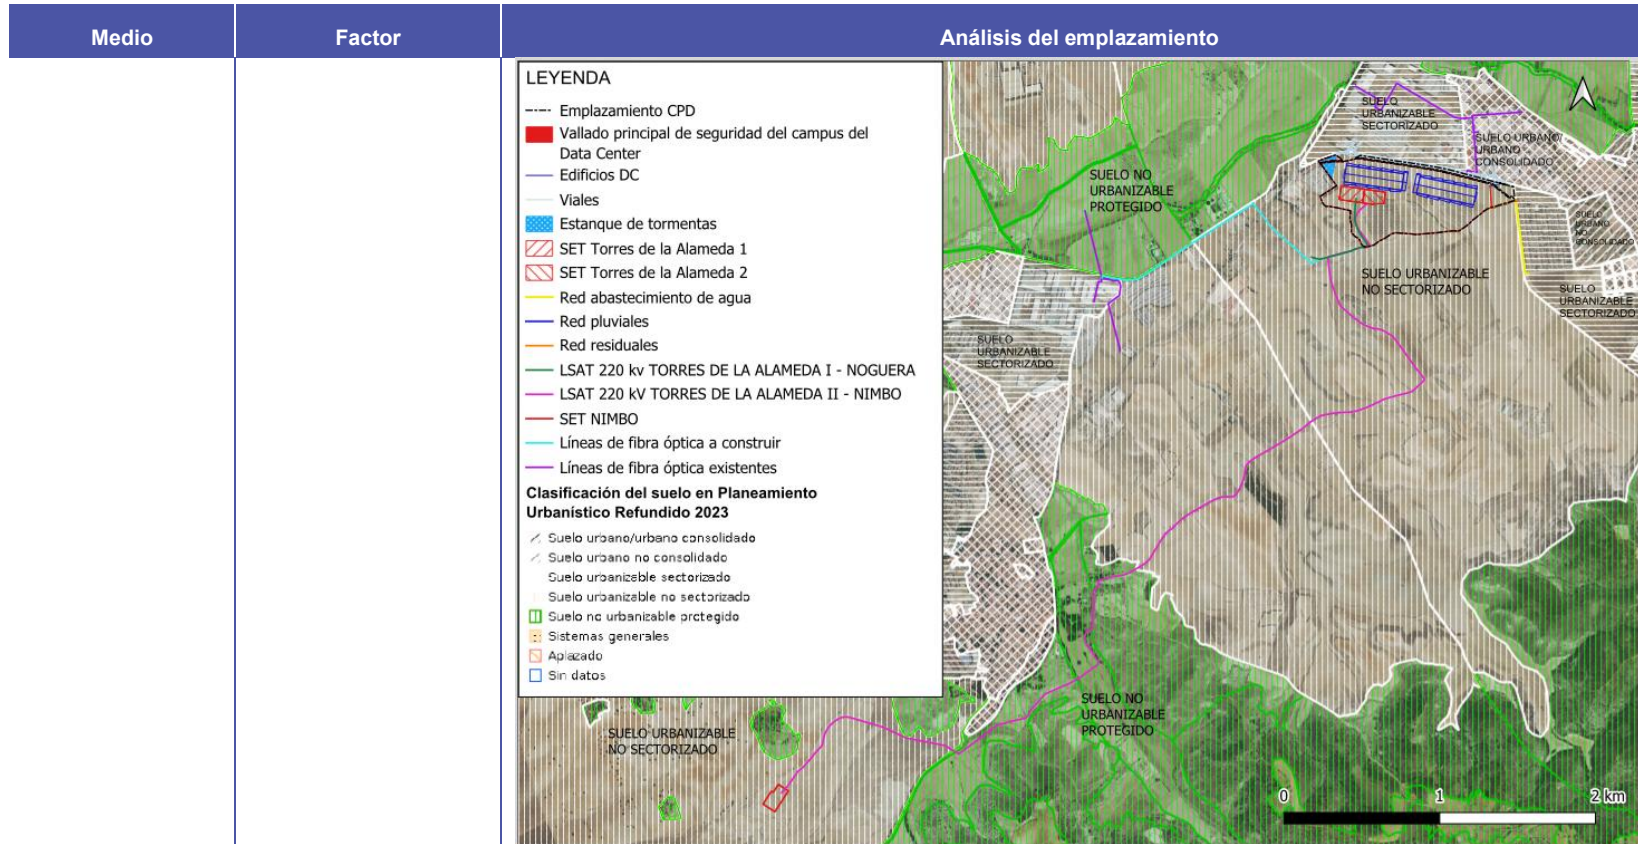 Medio
Factor
Análisis del emplazamiento
LEYENDA
Emplazamiento CPD
Vallado principal de seguridad del campus del
Data Center
Edificios DC
Viales
Estanque de tormentas
SET Torres de la Alameda 1
SET Torres de la Alameda 2
Red abastecimiento de agua
Red pluviales
Red residuales
LSAT 220 kv TORRES DE LA ALAMEDA I - NOGUERA
LSAT 220 kV TORRES DE LA ALAMEDA II - NIMBO
SET NIMBO
Líneas de fibra óptica a construir
Líneas de fibra óptica existentes
Clasificación del suelo en Planeamiento
Urbanístico Refundido 2023
Suelo urbano/urbano consolidado
Suelo urbano no consolidado
Suelo urbanizable sectorizado
Suelo urbanizable no sectorizado
Suelo no urbanizable protegido
Sistemas generales
Aplazado
Sin datos
SUELO
URBANIZABLE
SECTORIZADO
SUELO URBANO/
URBANO
CONSOLIDADO
SUELO NO
URBANIZABLE
PROTEGIDO
SUELO
URBANO
NO
CONSOLIDADO
SUELO URBANIZABLE
NO SECTORIZADO
SUELO
URBANIZABLE
SECTORIZADO
SUELO
URBANIZABLE
SECTORIZADO
SUELO NO
URBANIZABLE
PROTEGIDO
SUELO URBANIZABLE
NO SECTORIZADO
0 1 2 km